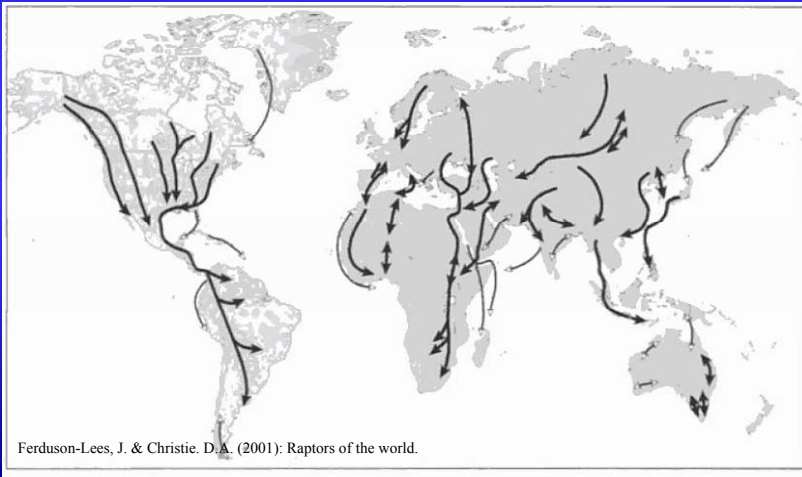 Ferduson-Lees, J. & Christie. D.A. (2001): Raptors of the world.